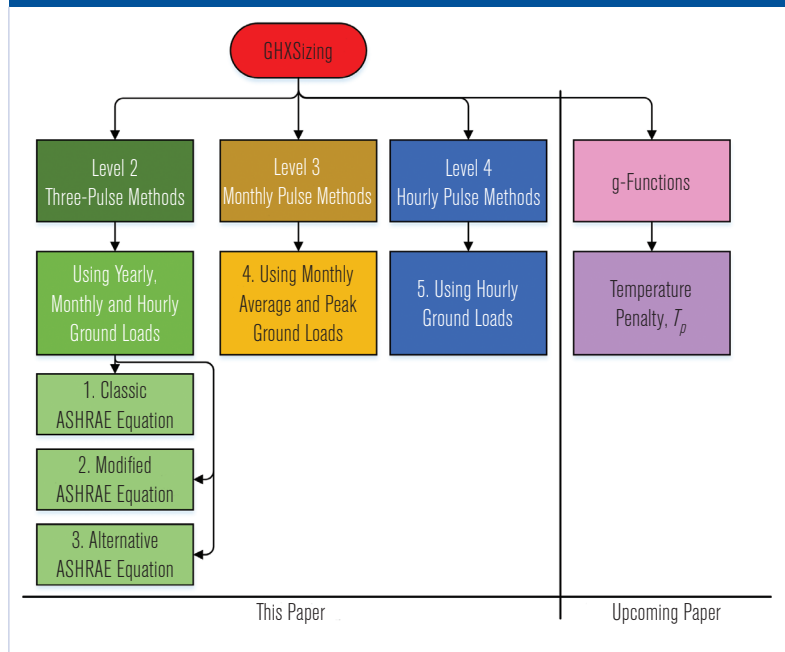 GHXSizing
Level 2
Three-Pulse Methods
Level 3
Monthly Pulse Methods
Level 4
Hourly Pulse Methods
g-Functions
Using Yearly,
Monthly and Hourly
Ground Loads
4. Using Monthly
Average and Peak
Ground Loads
5. Using Hourly
Ground Loads
Temperature
Penalty, Tp
1. Classic
ASHRAE Equation
2. Modified
ASHRAE Equation
3. Alternative
ASHRAE Equation
This Paper
Upcoming Paper